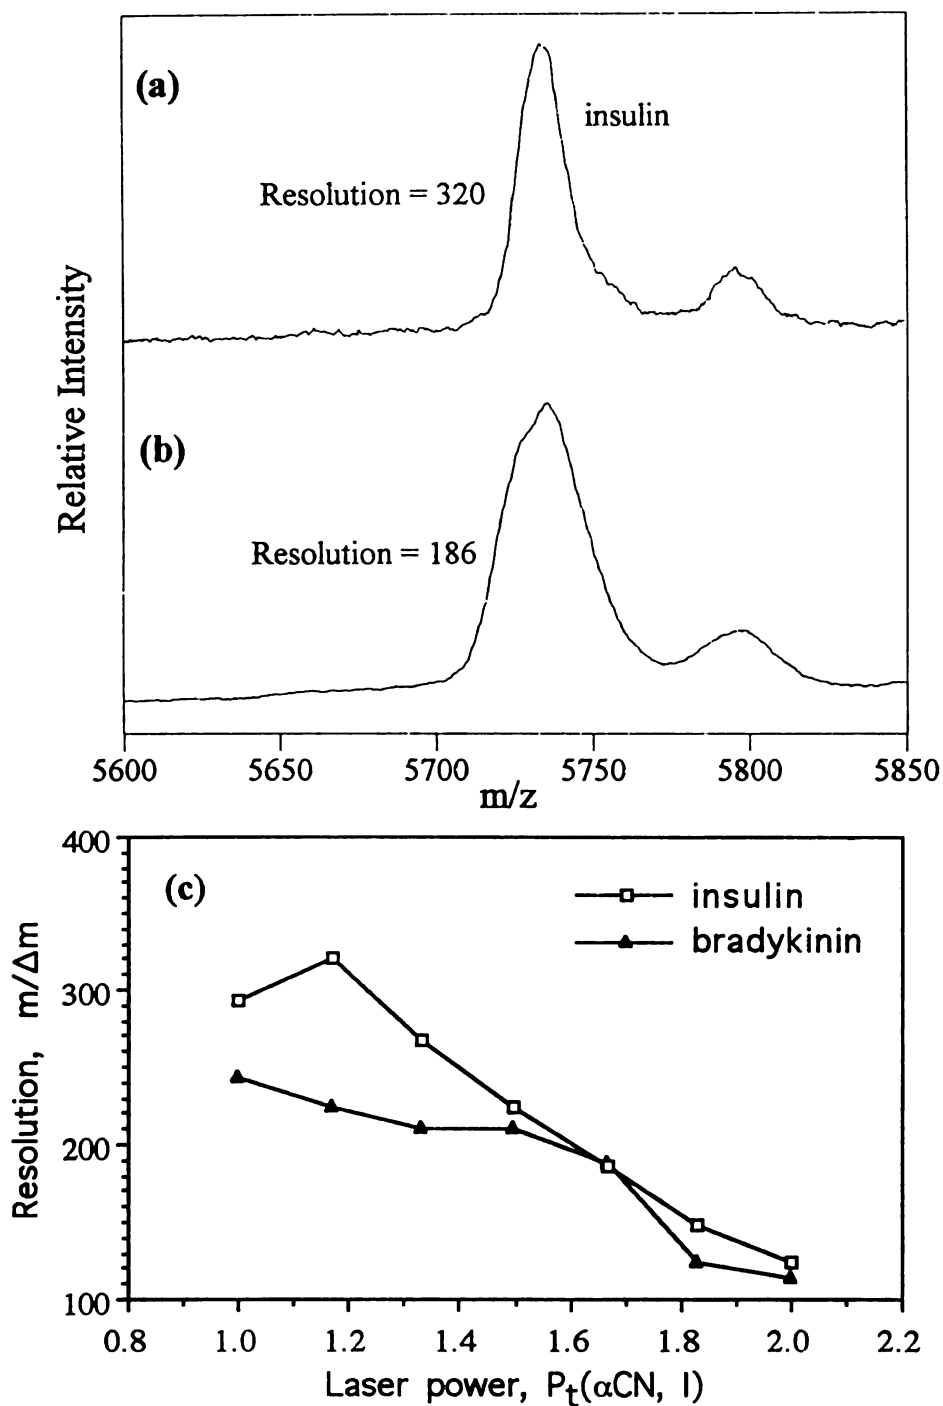 (a)
insulin
Resolution = 320
Relative Intensity
(b)
Resolution = 186
5600 5650 5700 5750 5800 5850
m/z
400
(c)
insulin
bradykinin
300
Resolution, m/Δm
200
100
0.8 1.0 1.2 1.4 1.6 1.8 2.0 2.2
Laser power, Pt(αCN, I)